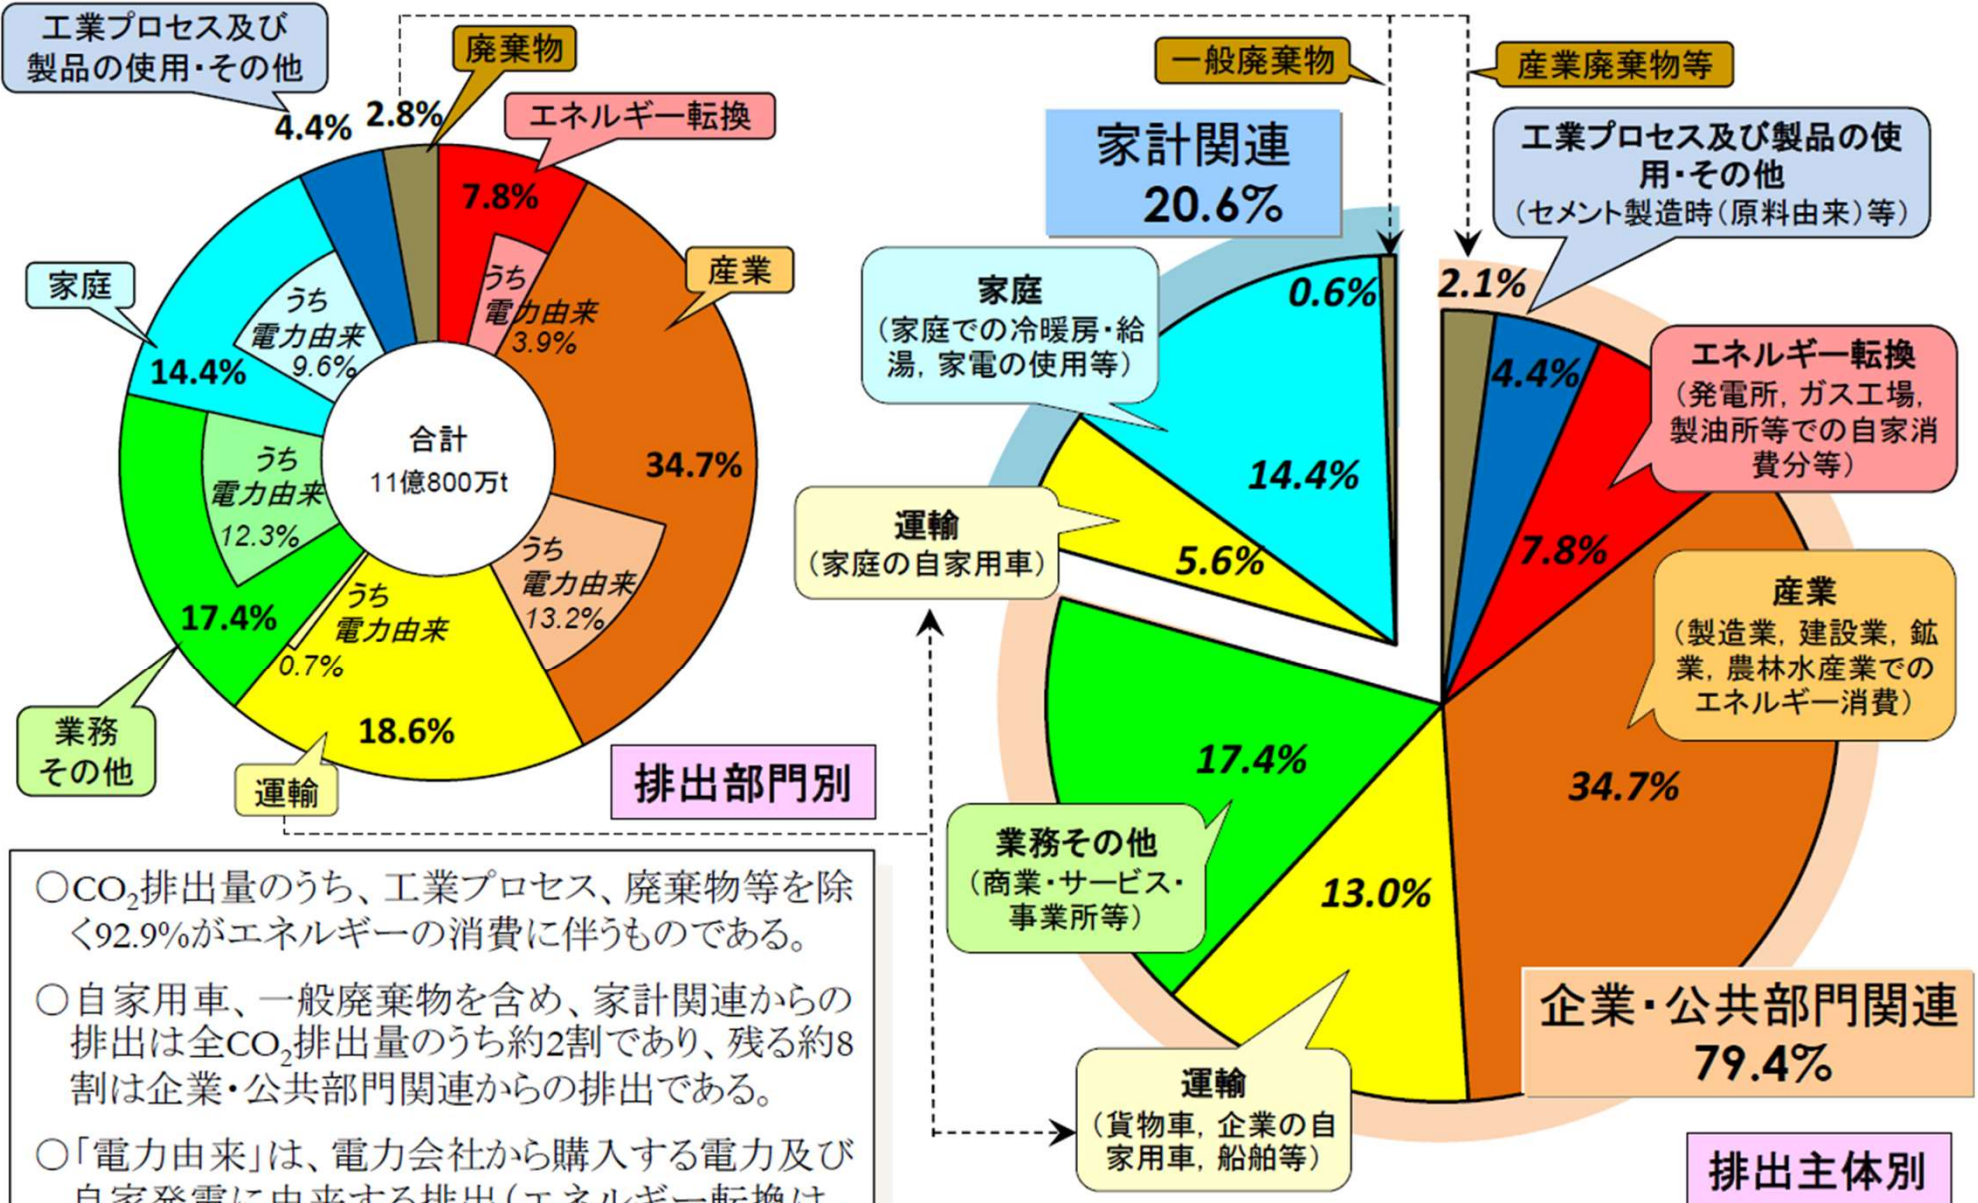 工業プロセス及び
製品の使用・その他
4.4%
2.8%
廃棄物
エネルギー転換
7.8%
うち
電力由来
3.9%
産業
34.7%
うち
電力由来
13.2%
家庭
うち
電力由来
9.6%
14.4%
合計
11億800万t
うち
電力由来
12.3%
17.4%
業務
その他
うち
電力由来
0.7%
18.6%
運輸
排出部門別
○CO₂排出量のうち、工業プロセス、廃棄物等を除
く92.9%がエネルギーの消費に伴うものである。
○自家用車、一般廃棄物を含め、家計関連からの
排出は全CO₂排出量のうち約2割であり、残る約8
割は企業・公共部門関連からの排出である。
○「電力由来」は、電力会社から購入する電力及び
自家発電に由来する排出(エネルギー転換は、
一般廃棄物
産業廃棄物等
家計関連
20.6%
工業プロセス及び製品の使
用・その他
(セメント製造時(原料由来)等)
家庭
(家庭での冷暖房・給
湯, 家電の使用等)
0.6%
14.4%
2.1%
4.4%
エネルギー転換
(発電所, ガス工場,
製油所等での自家消
費分等)
7.8%
運輸
(家庭の自家用車)
5.6%
産業
(製造業, 建設業, 鉱
業, 農林水産業での
エネルギー消費)
34.7%
17.4%
業務その他
(商業・サービス・
事業所等)
13.0%
運輸
(貨物車, 企業の自
家用車, 船舶等)
企業・公共部門関連
79.4%
排出主体別